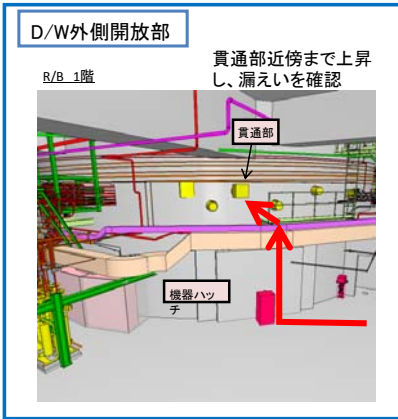 D/W外側開放部
貫通部近傍まで上昇
し、漏えいを確認
R/B 1階
貫通部
機器ハッ
チ